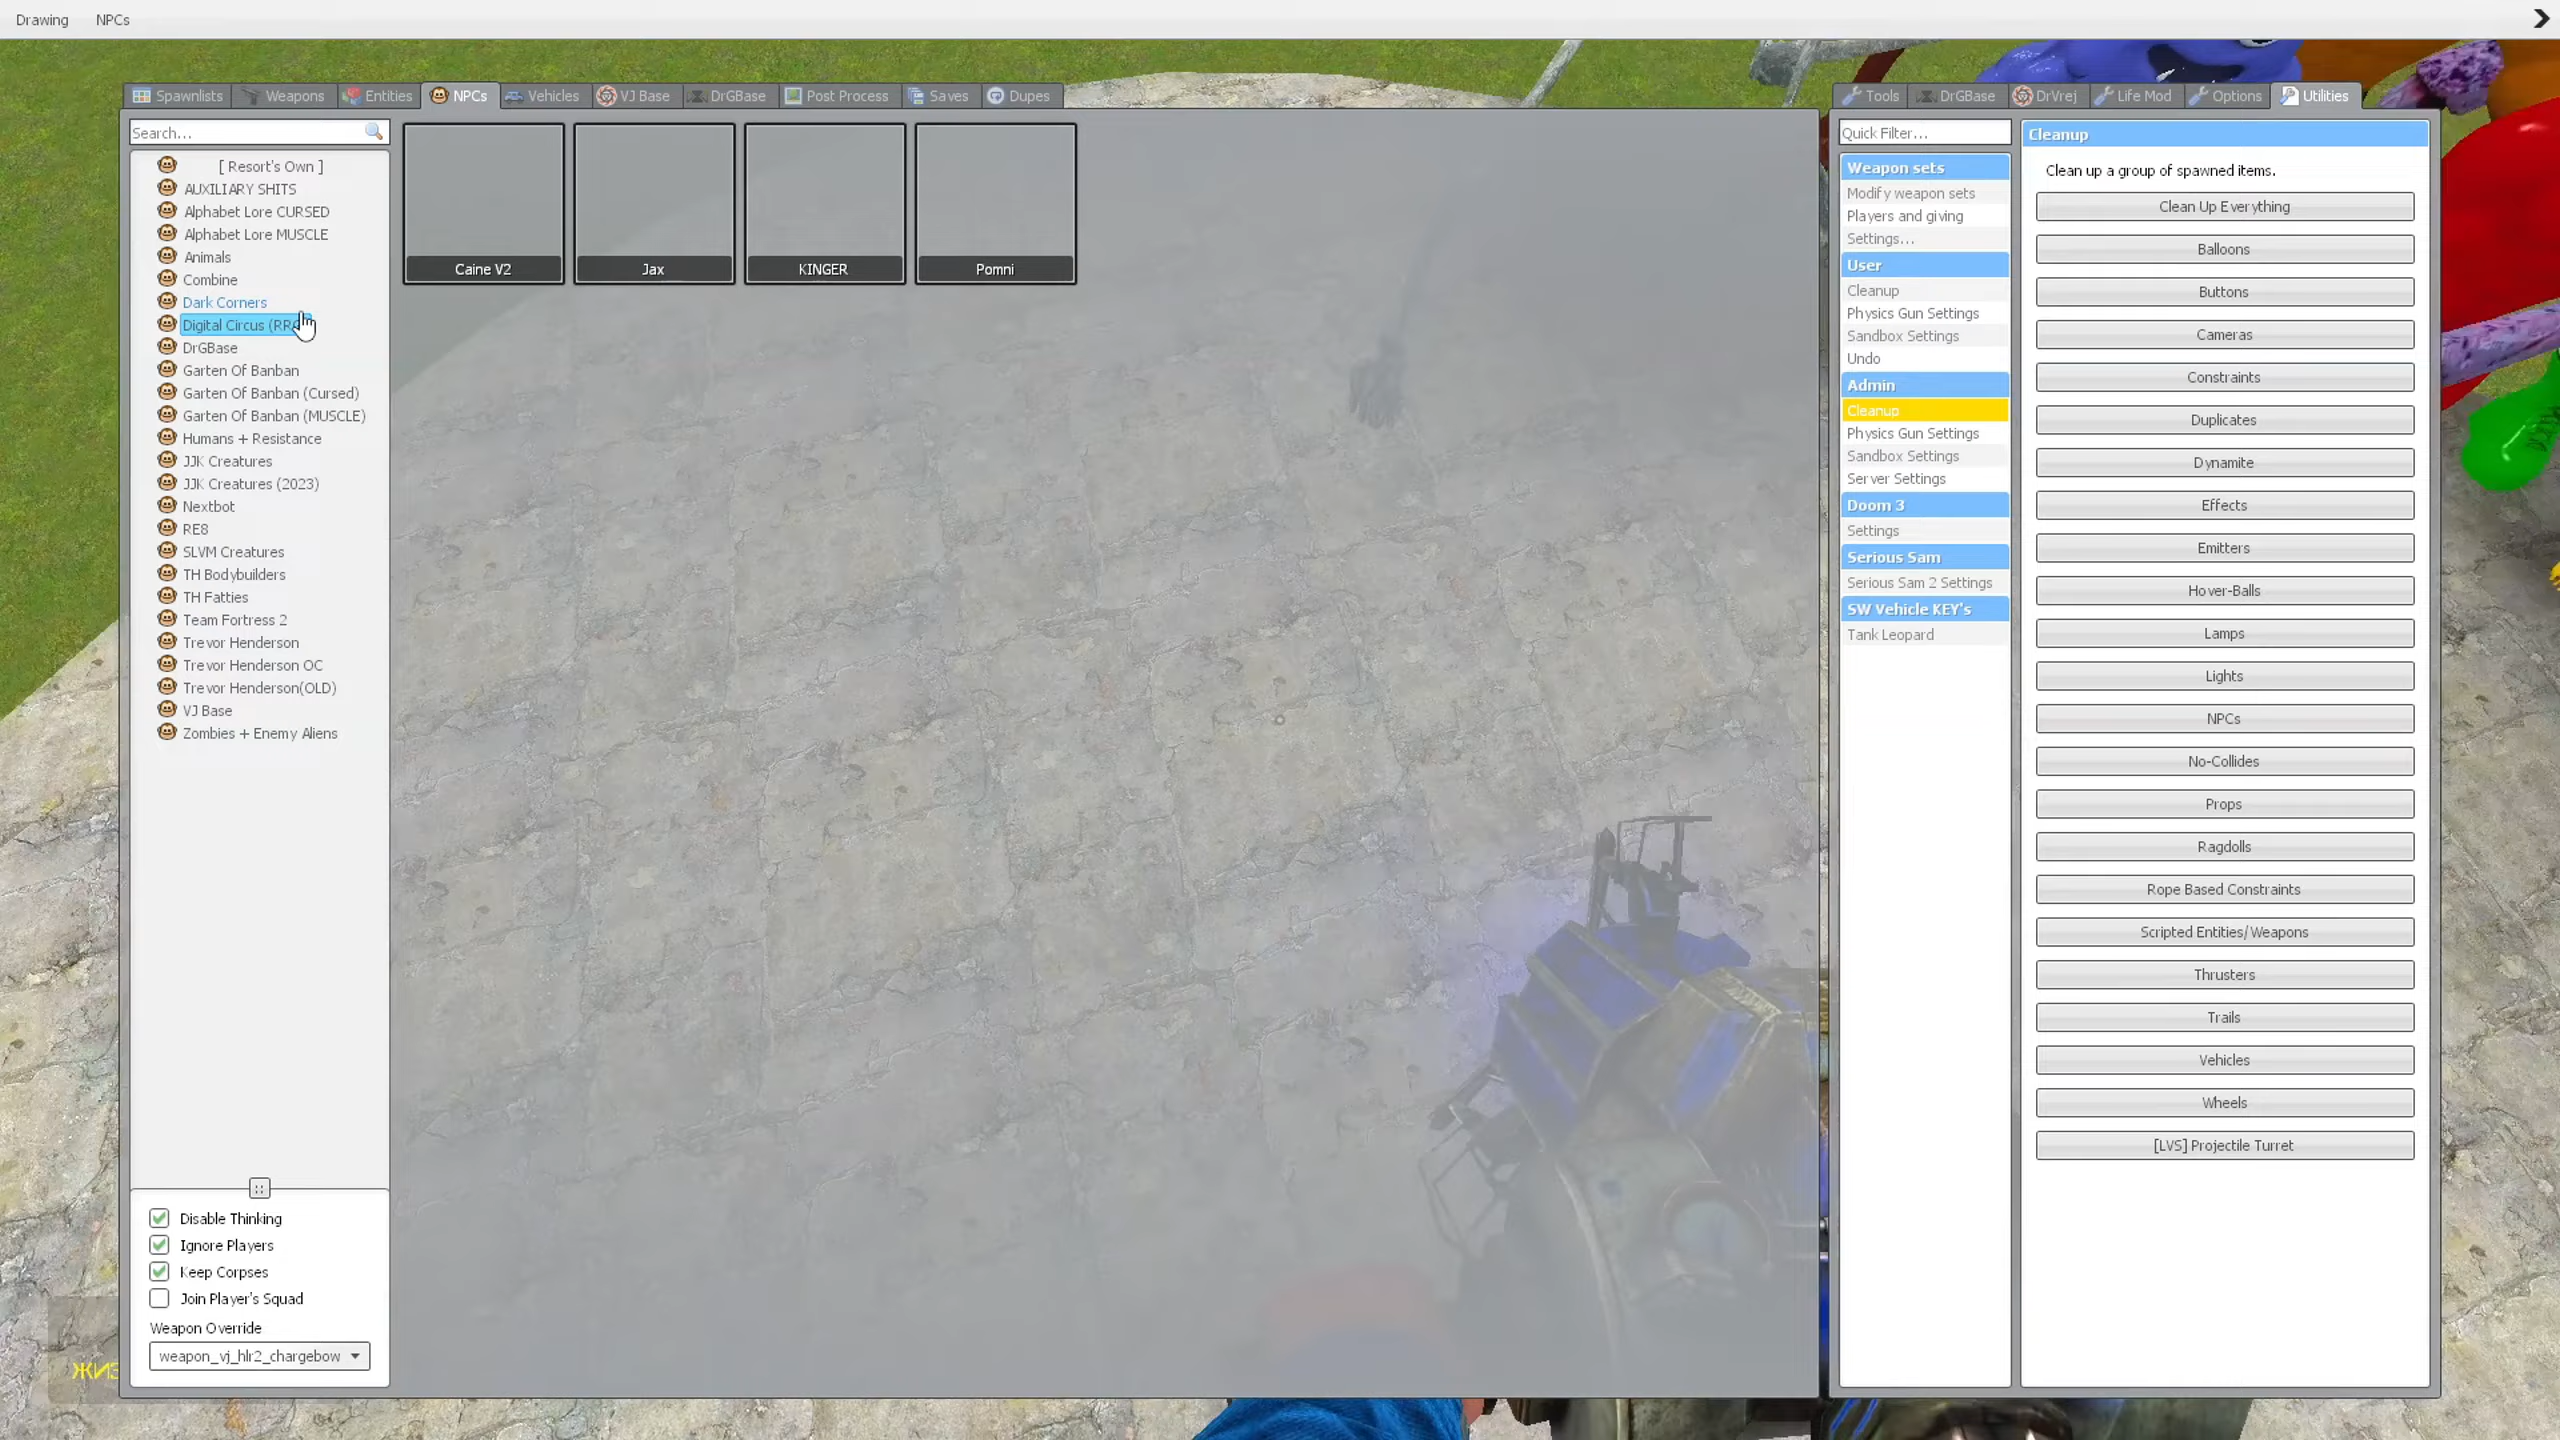 Drawing NPCs
Spawnlists Weapons Entities NPCs Vehicles VJ Base DrGBase Post Process Saves Dupes
Search...
[ Resort's Own ]
AUXILIARY SHITS
Alphabet Lore CURSED
Alphabet Lore MUSCLE
Animals
Combine
Dark Corners
Digital Circus
DrGBase
Garten Of Banban
Garten Of Banban (Cursed)
Garten Of Banban (MUSCLE)
Humans + Resistance
JJK Creatures
JJK Creatures (2023)
Nextbot
RE8
SLVM Creatures
TH Bodybuilders
TH Fatties
Team Fortress 2
Trevor Henderson
Trevor Henderson OC
Trevor Henderson(OLD)
VJ Base
Zombies + Enemy Aliens
Disable Thinking
Ignore Players
Keep Corpses
Join Player's Squad
Weapon Override
weapon_vj_hlr2_chargebow
Caine V2 Jax KINGER Pomni
Tools DrGBase DrVrej Life Mod Options Utilities
Quick Filter...
Weapon sets
Modify weapon sets
Players and giving
Settings...
User
Cleanup
Physics Gun Settings
Sandbox Settings
Undo
Admin
Cleanup
Physics Gun Settings
Sandbox Settings
Server Settings
Doom 3
Settings
Serious Sam
Serious Sam 2 Settings
SW Vehicle KEY's
Tank Leopard
Cleanup
Clean up a group of spawned items.
Clean Up Everything
Balloons
Buttons
Cameras
Constraints
Duplicates
Dynamite
Effects
Emitters
Hover-Balls
Lamps
Lights
NPCs
No-Collides
Props
Ragdolls
Rope Based Constraints
Scripted Entities/Weapons
Thrusters
Trails
Vehicles
Wheels
[LVS] Projectile Turret